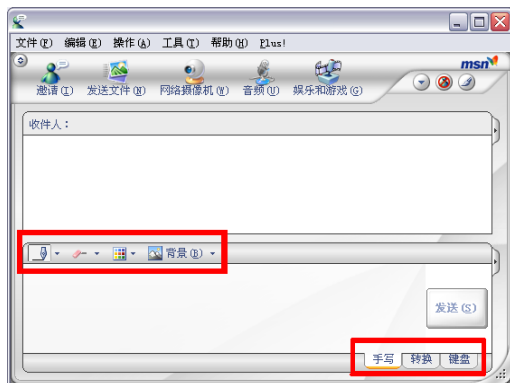 文件(F) 编辑(E) 操作(A) 工具(T) 帮助(H) Plus!
msn
邀请(I) 发送文件(N) 网络摄像机(W) 音频(U) 娱乐和游戏(G)
收件人：
背景(B)
发送(S)
手写 转换 键盘